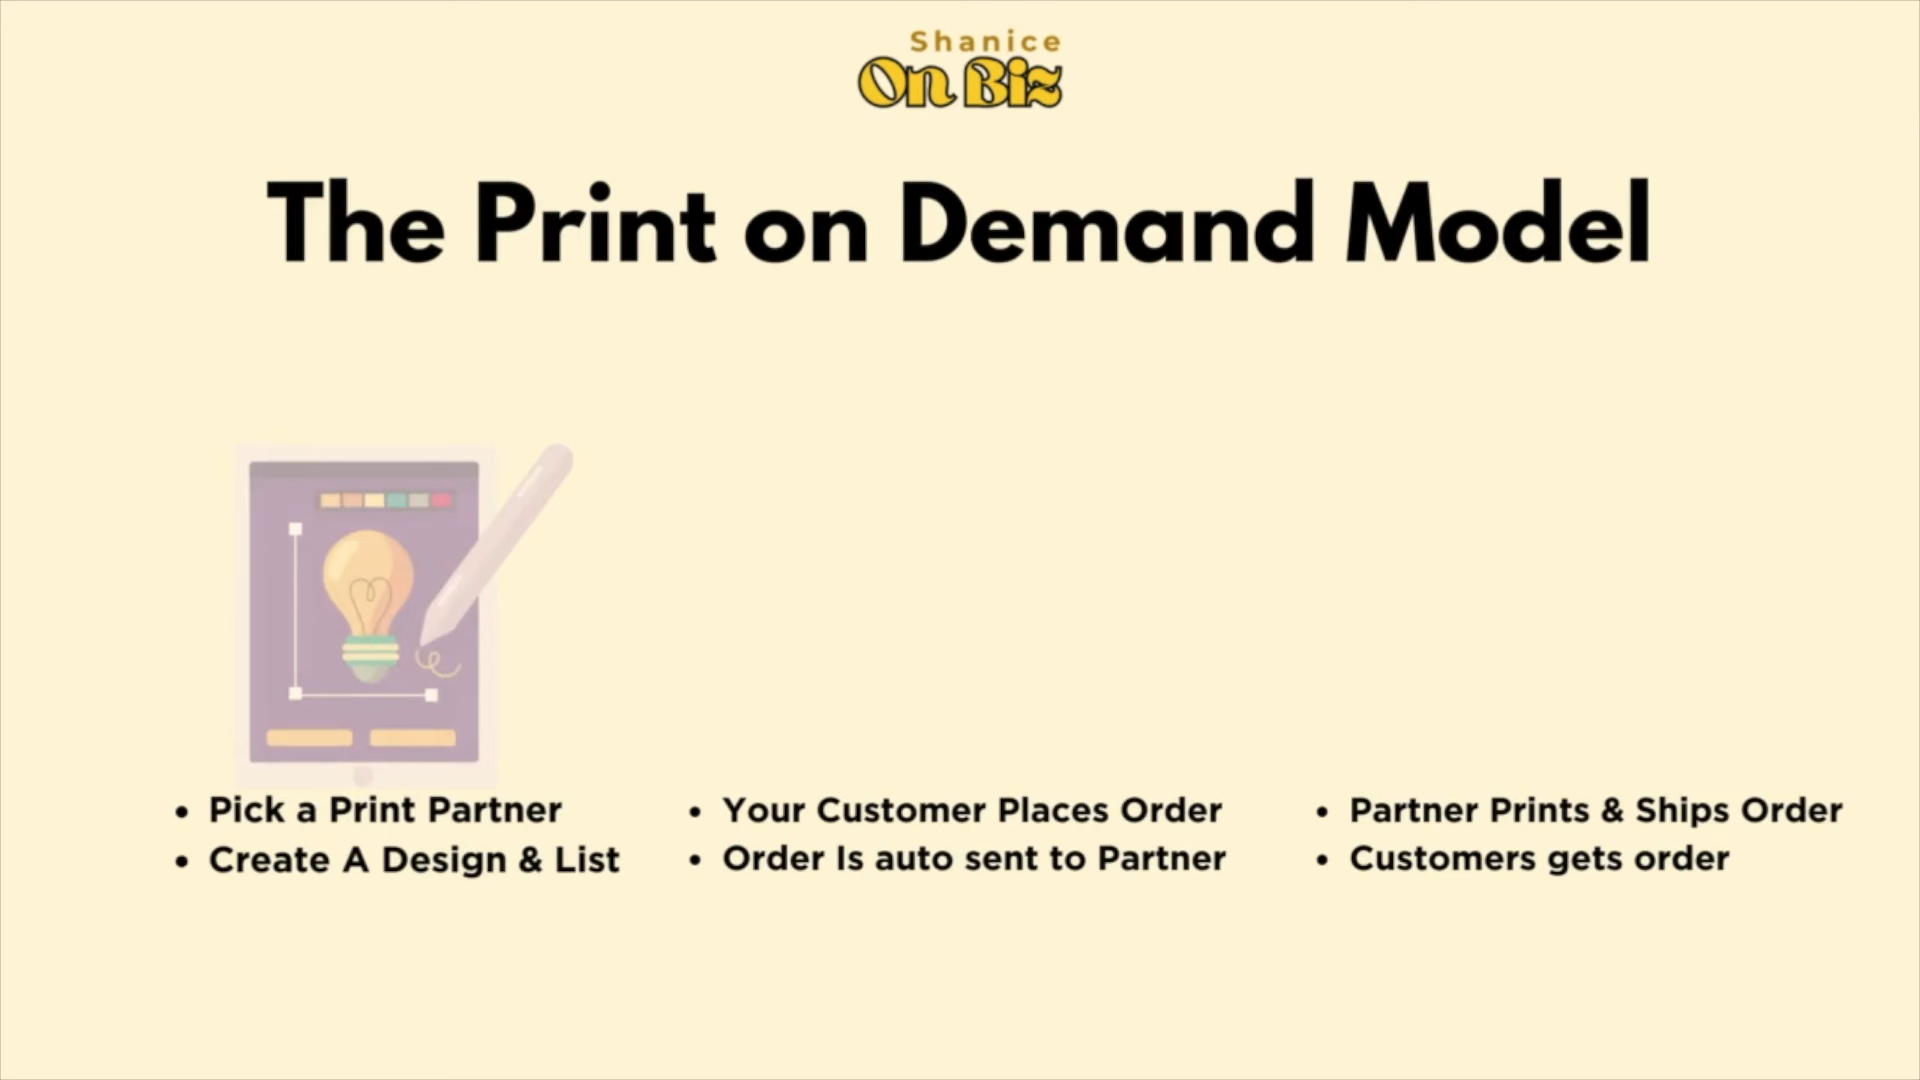 Shanice
On Biz
The Print on Demand Model
• Pick a Print Partner
• Create A Design & List
• Your Customer Places Order
• Order Is auto sent to Partner
• Partner Prints & Ships Order
• Customers gets order